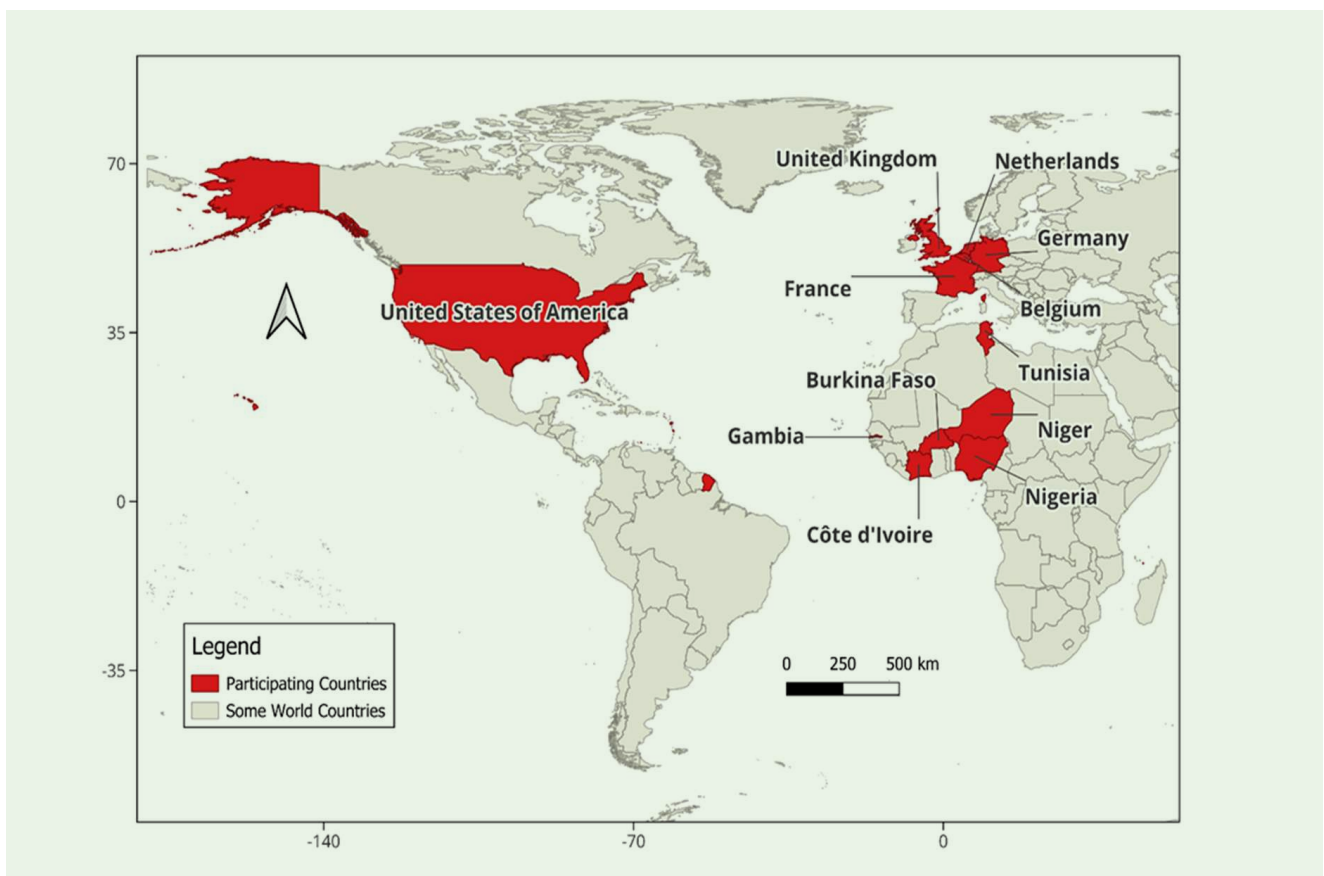 United Kingdom
Netherlands
70
Germany
France
Belgium
United States of America
35
Tunisia
Burkina Faso
Niger
Gambia
Nigeria
0
Côte d'Ivoire
Legend
Participating Countries
Some World Countries
0 250 500 km
-35
-140 -70 0